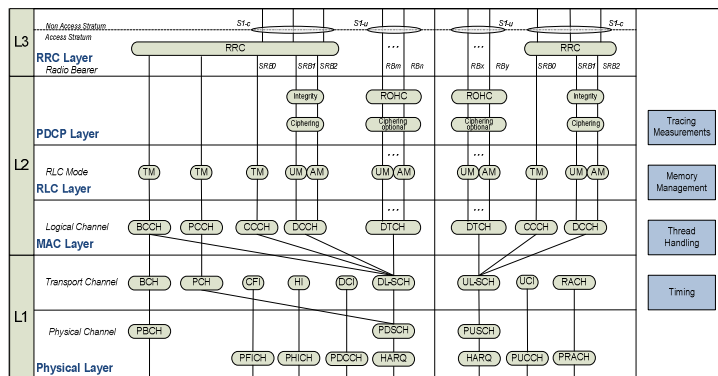 Non Access Stratum S1-c S1-u S1-u S1-c
Access Stratum
L3
RRC ... ... RRC
RRC Layer
Radio Bearer SRB0 SRB1 SRB2 RBm RBn RBx RBy SRB0 SRB1 SRB2
Integrity ROHC ROHC Integrity
Tracing
Measurements
PDCP Layer
Ciphering Ciphering optional Ciphering optional Ciphering
... ...
L2
RLC Mode TM TM TM UM AM UM AM UM AM TM UM AM
RLC Layer
Memory
Management
... ...
Logical Channel BCCH PCCH CCCH DCCH DTCH DTCH CCCH DCCH
MAC Layer
Thread
Handling
Transport Channel BCH PCH CFI HI DCI DL-SCH UL-SCH UCI RACH
Timing
L1
Physical Channel PBCH PDSCH PUSCH
PFICH PHICH PDCCH HARQ HARQ PUCCH PRACH
Physical Layer